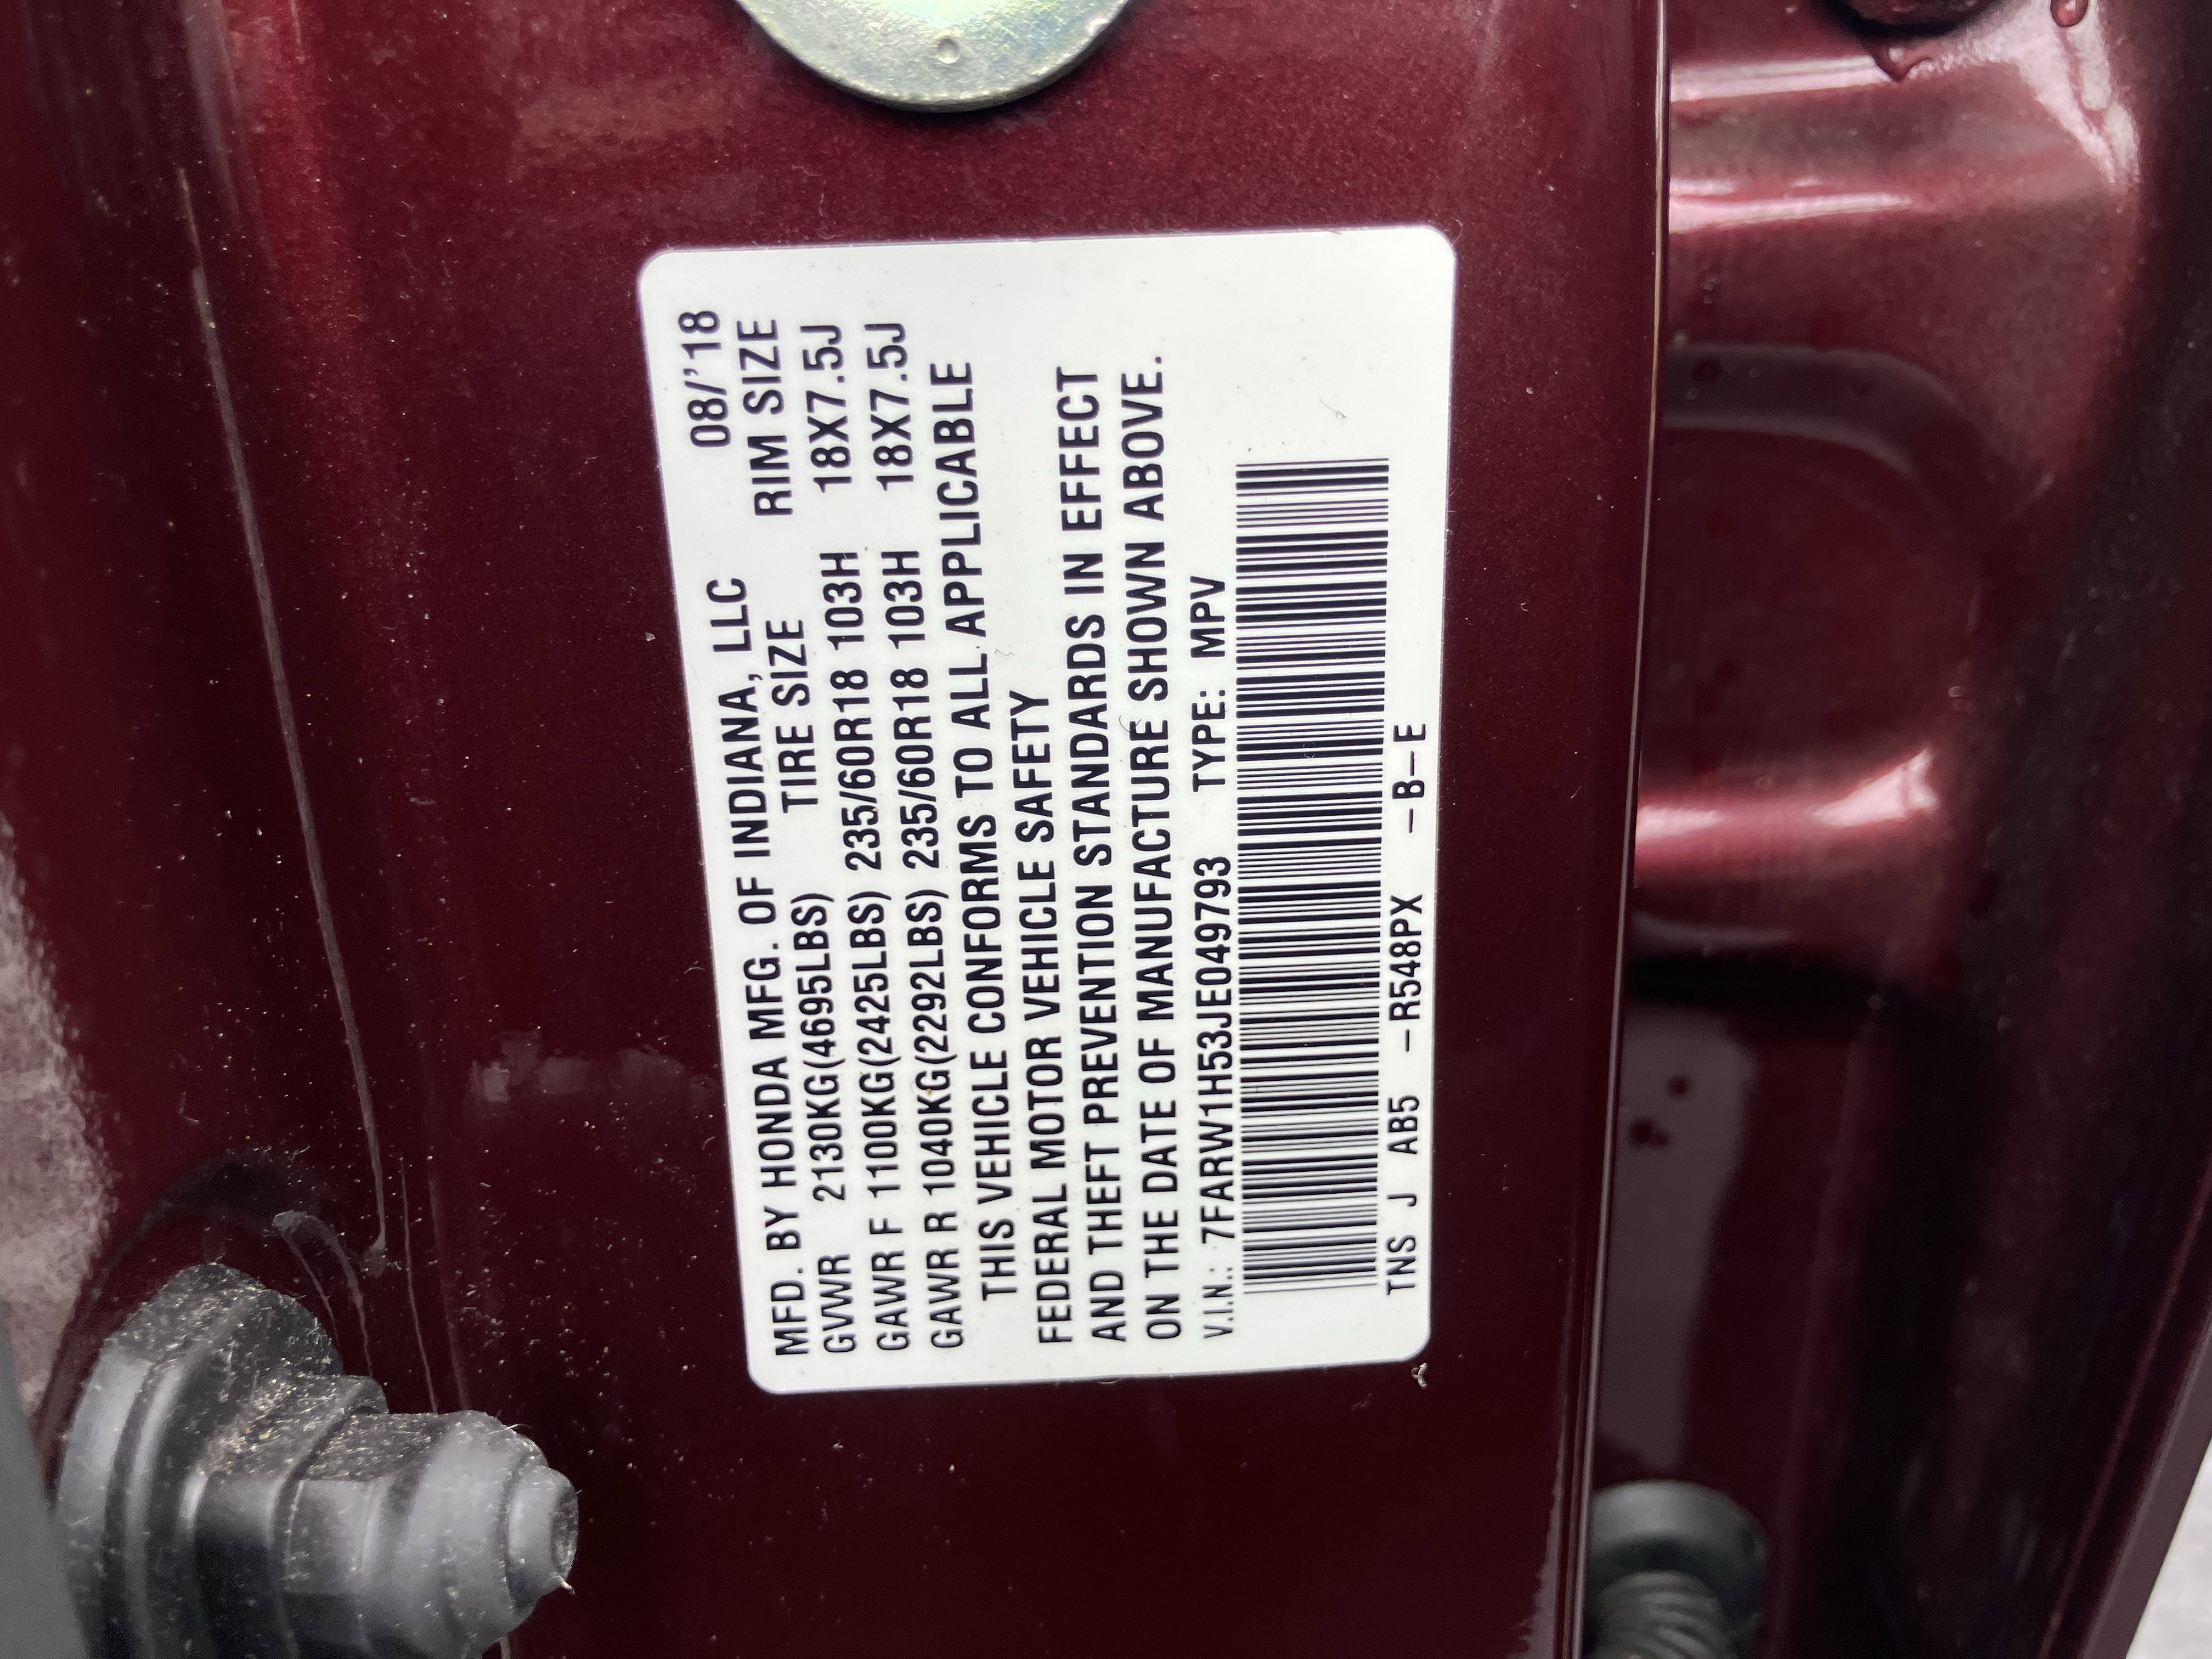 MFD. BY HONDA MFG. OF INDIANA, LLC 08/'18
TIRE SIZE RIM SIZE
GVWR 2130KG(4695LBS)
GAWR F 1100KG(2425LBS) 235/60R18 103H 18X7.5J
GAWR R 1040KG(2292LBS) 235/60R18 103H 18X7.5J
THIS VEHICLE CONFORMS TO ALL APPLICABLE
FEDERAL MOTOR VEHICLE SAFETY
AND THEFT PREVENTION STANDARDS IN EFFECT
ON THE DATE OF MANUFACTURE SHOWN ABOVE.
V.I.N.: 7FARW1H53JE049793 TYPE: MPV
TNS J AB5 -R548PX -B-E